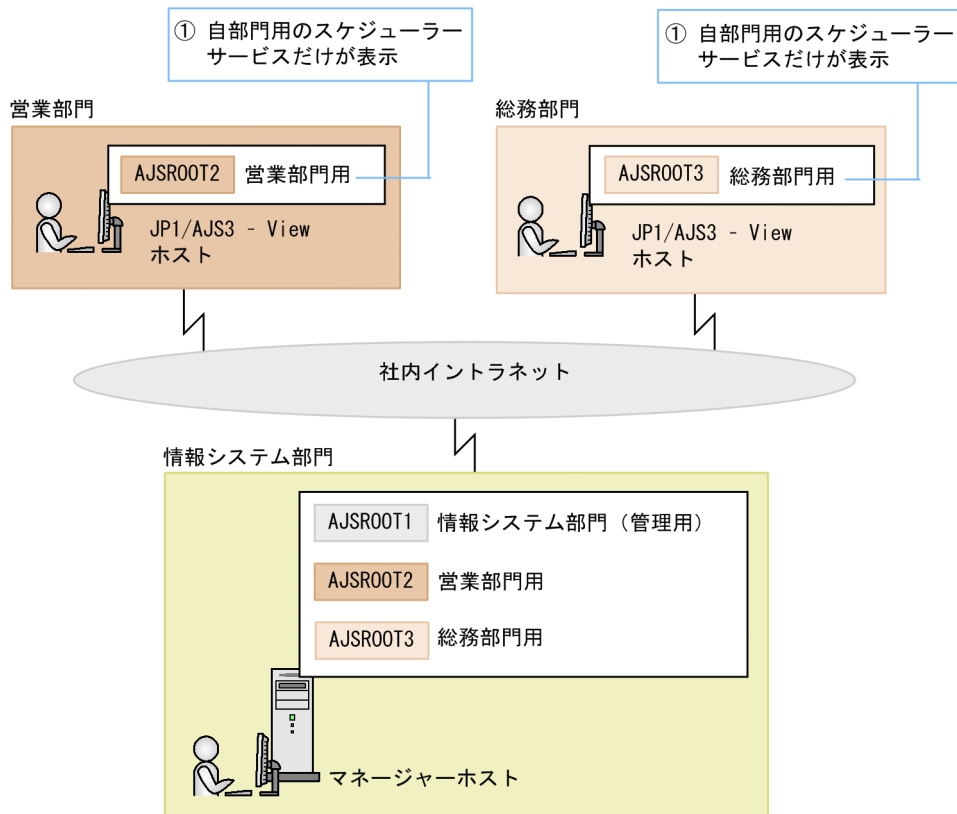 ① 自部門用のスケジューラー
サービスだけが表示
① 自部門用のスケジューラー
サービスだけが表示
営業部門
総務部門
AJSROOT2 営業部門用
AJSROOT3 総務部門用
JP1/AJS3 - View
ホスト
JP1/AJS3 - View
ホスト
社内イントラネット
情報システム部門
AJSROOT1 情報システム部門（管理用）
AJSROOT2 営業部門用
AJSROOT3 総務部門用
マネージャーホスト